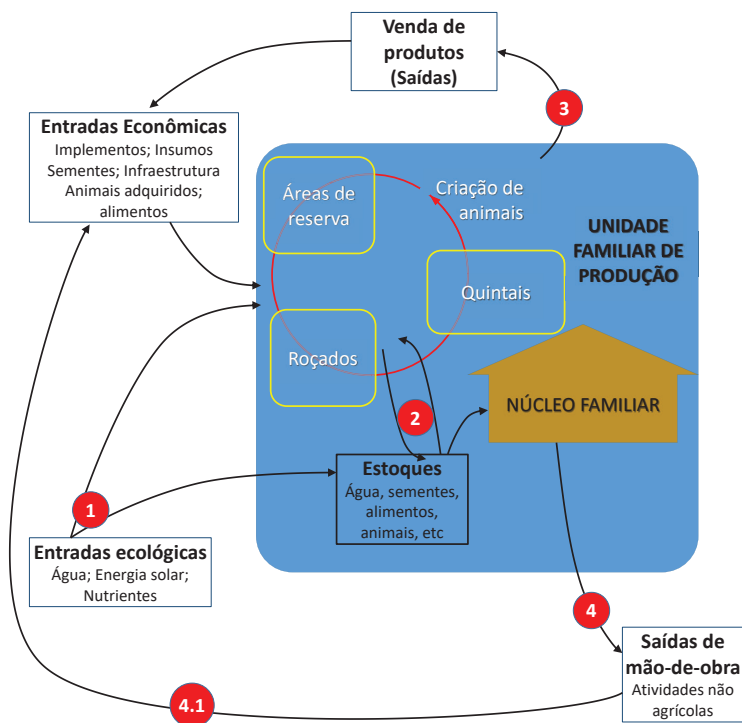 Venda de
produtos
(Saídas)
3
Entradas Econômicas
Implementos; Insumos
Sementes; Infraestrutura
Animais adquiridos;
alimentos
Áreas de
reserva
Criação de
animais
UNIDADE
FAMILIAR DE
PRODUÇÃO
Quintais
Roçados
NÚCLEO FAMILIAR
2
Estoques
Água, sementes,
alimentos,
animais, etc
1
Entradas ecológicas
Água; Energia solar;
Nutrientes
4
Saídas de
mão-de-obra
Atividades não
agrícolas
4.1